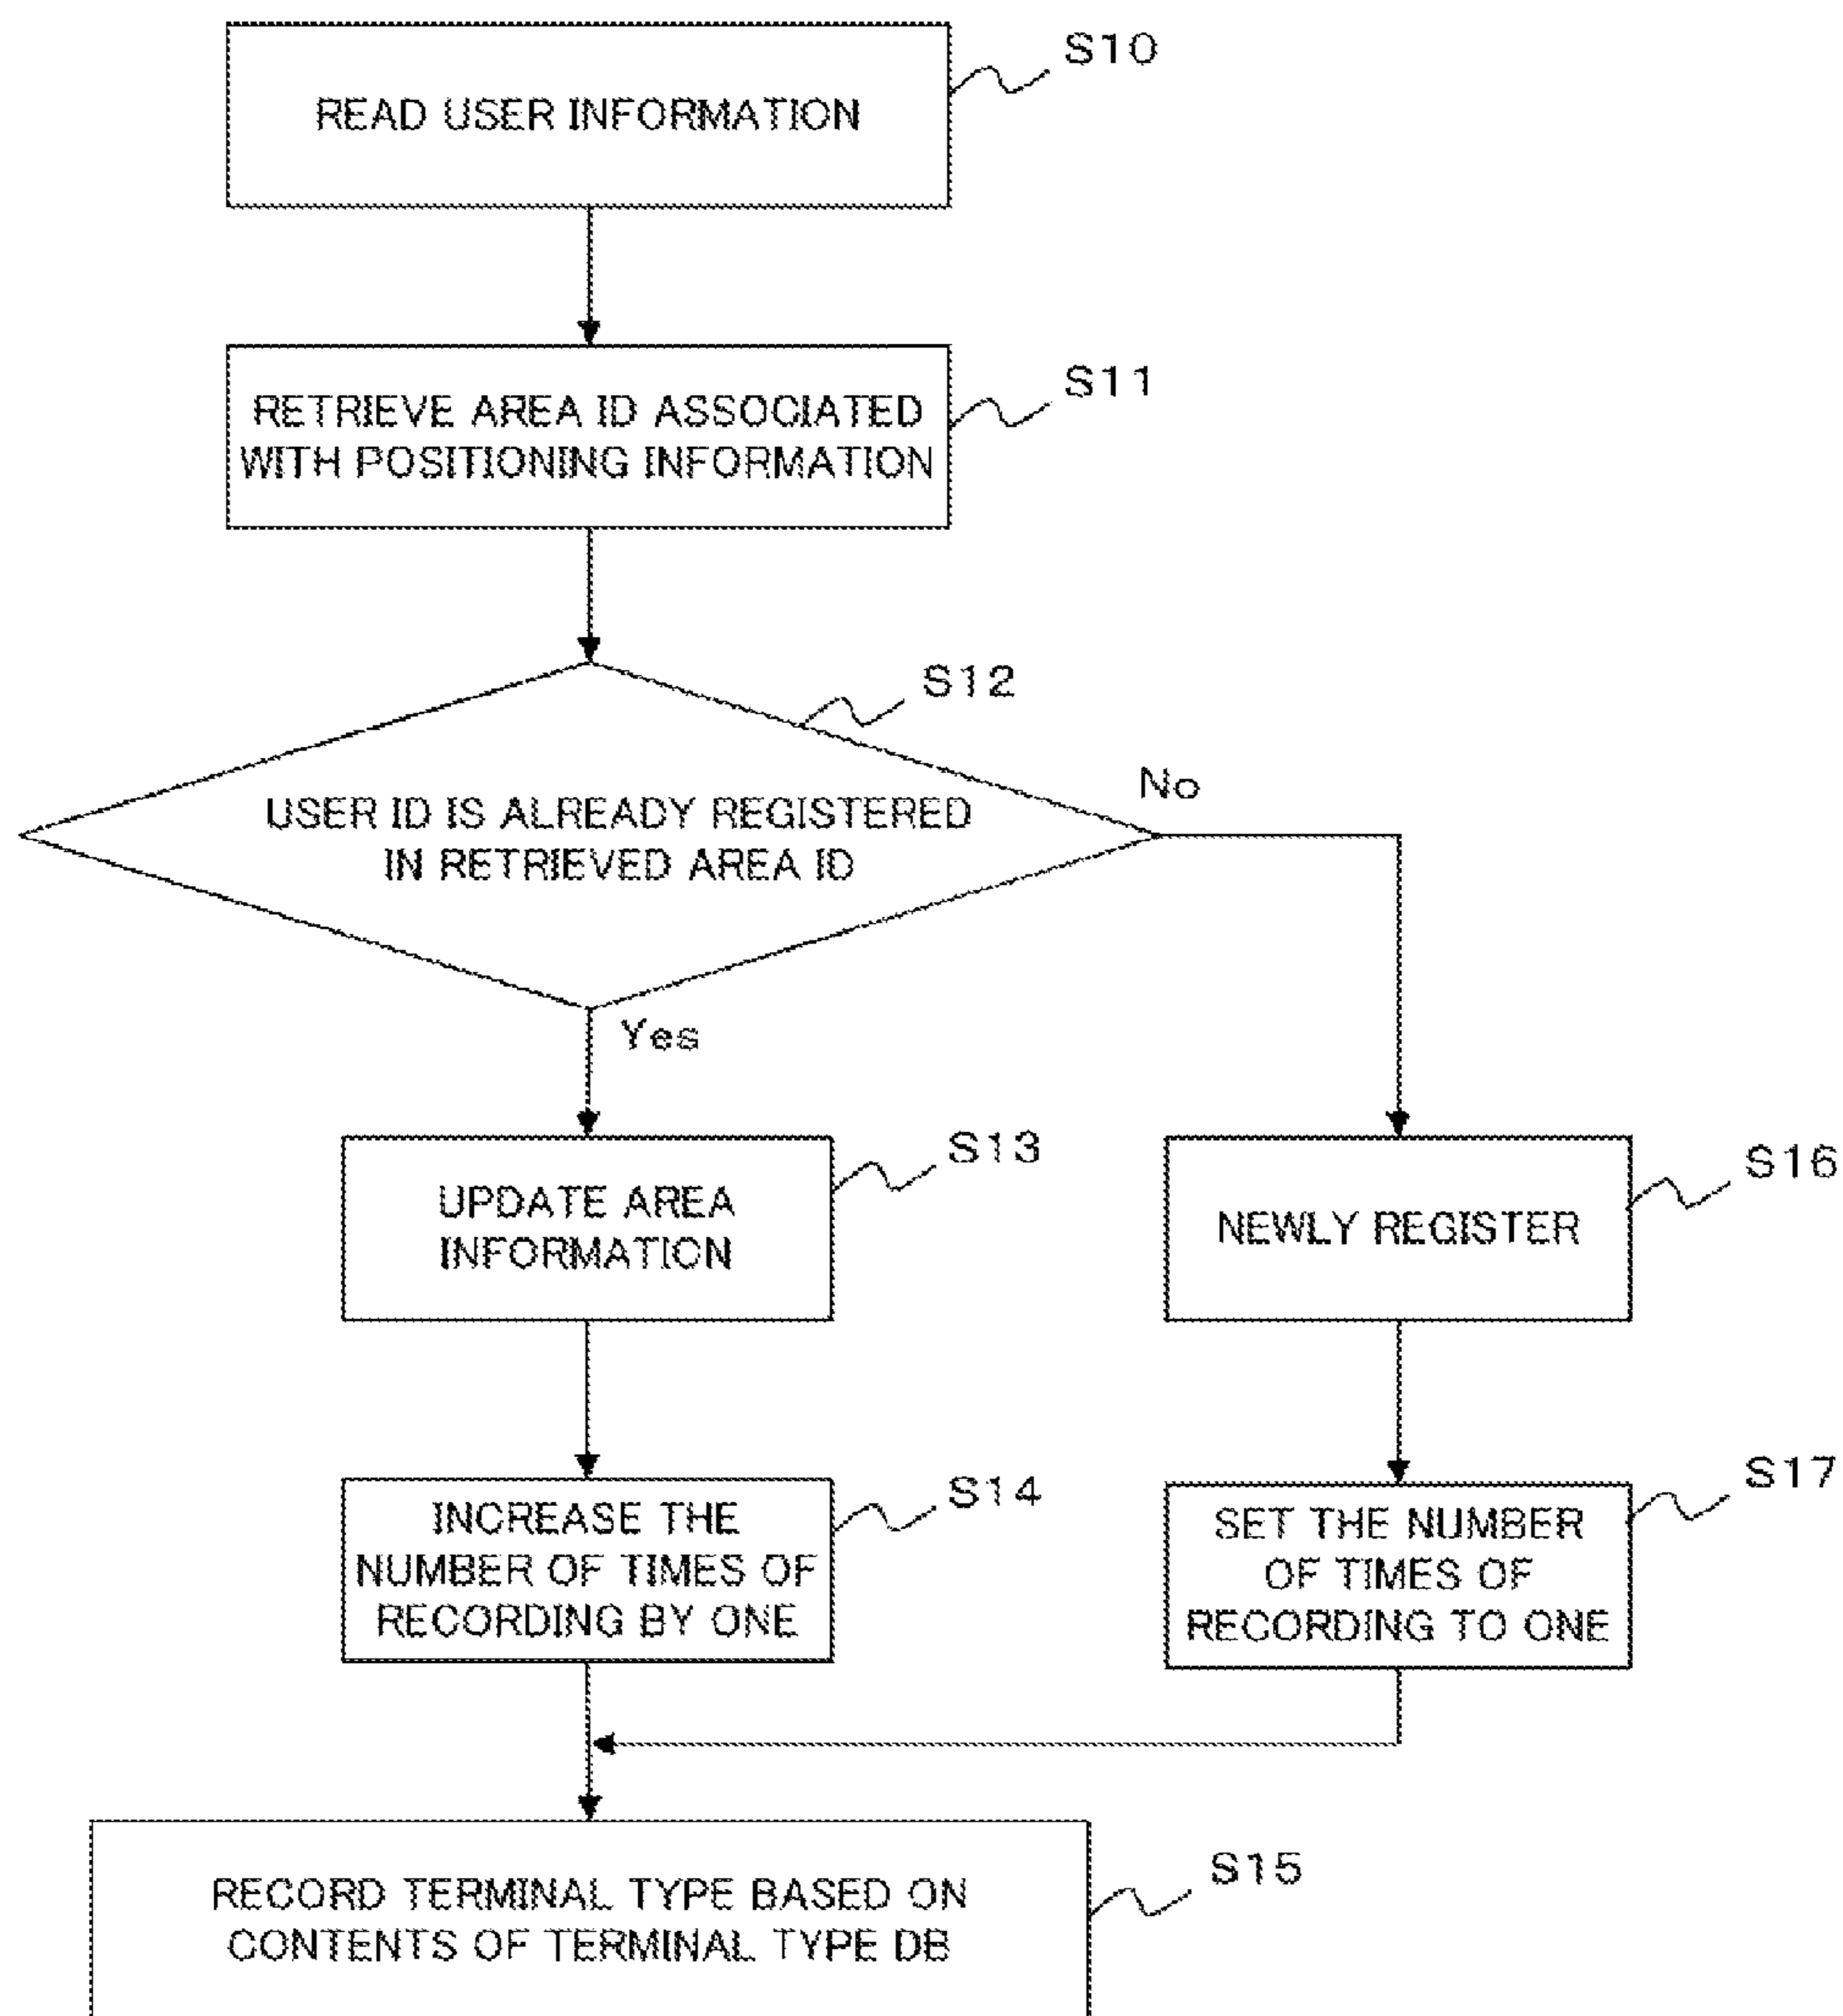 READ USER INFORMATION
S10
RETRIEVE AREA ID ASSOCIATED
WITH POSITIONING INFORMATION
S11
S12
USER ID IS ALREADY REGISTERED
IN RETRIEVED AREA ID
No
Yes
UPDATE AREA
INFORMATION
S13
NEWLY REGISTER
S16
INCREASE THE
NUMBER OF TIMES OF
RECORDING BY ONE
S14
SET THE NUMBER
OF TIMES OF
RECORDING TO ONE
S17
RECORD TERMINAL TYPE BASED ON
CONTENTS OF TERMINAL TYPE DB
S15